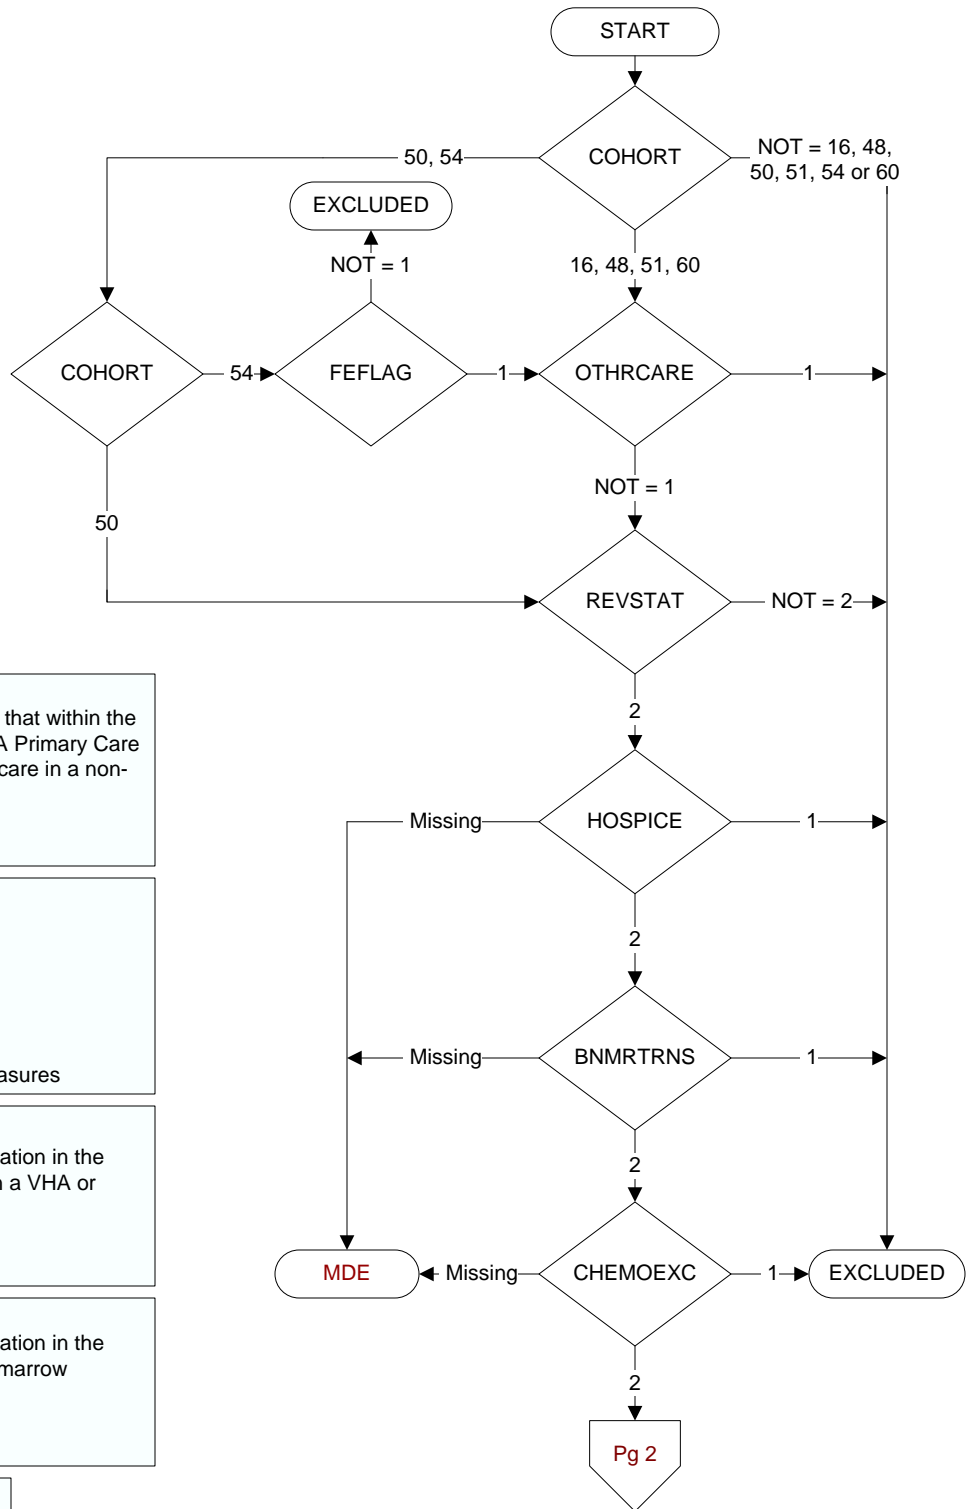 START
COHORT
50, 54
NOT = 16, 48,
50, 51, 54 or 60
EXCLUDED
NOT = 1
16, 48, 51, 60
COHORT
54
FEFLAG
1
OTHRCARE
1
NOT = 1
50
REVSTAT
NOT = 2
2
that within the
A Primary Care
care in a non-
Missing
HOSPICE
1
2
asures
Missing
BNMRTRNS
1
2
ation in the
a VHA or
MDE
Missing
CHEMOEXC
1
EXCLUDED
ation in the
marrow
2
Pg 2